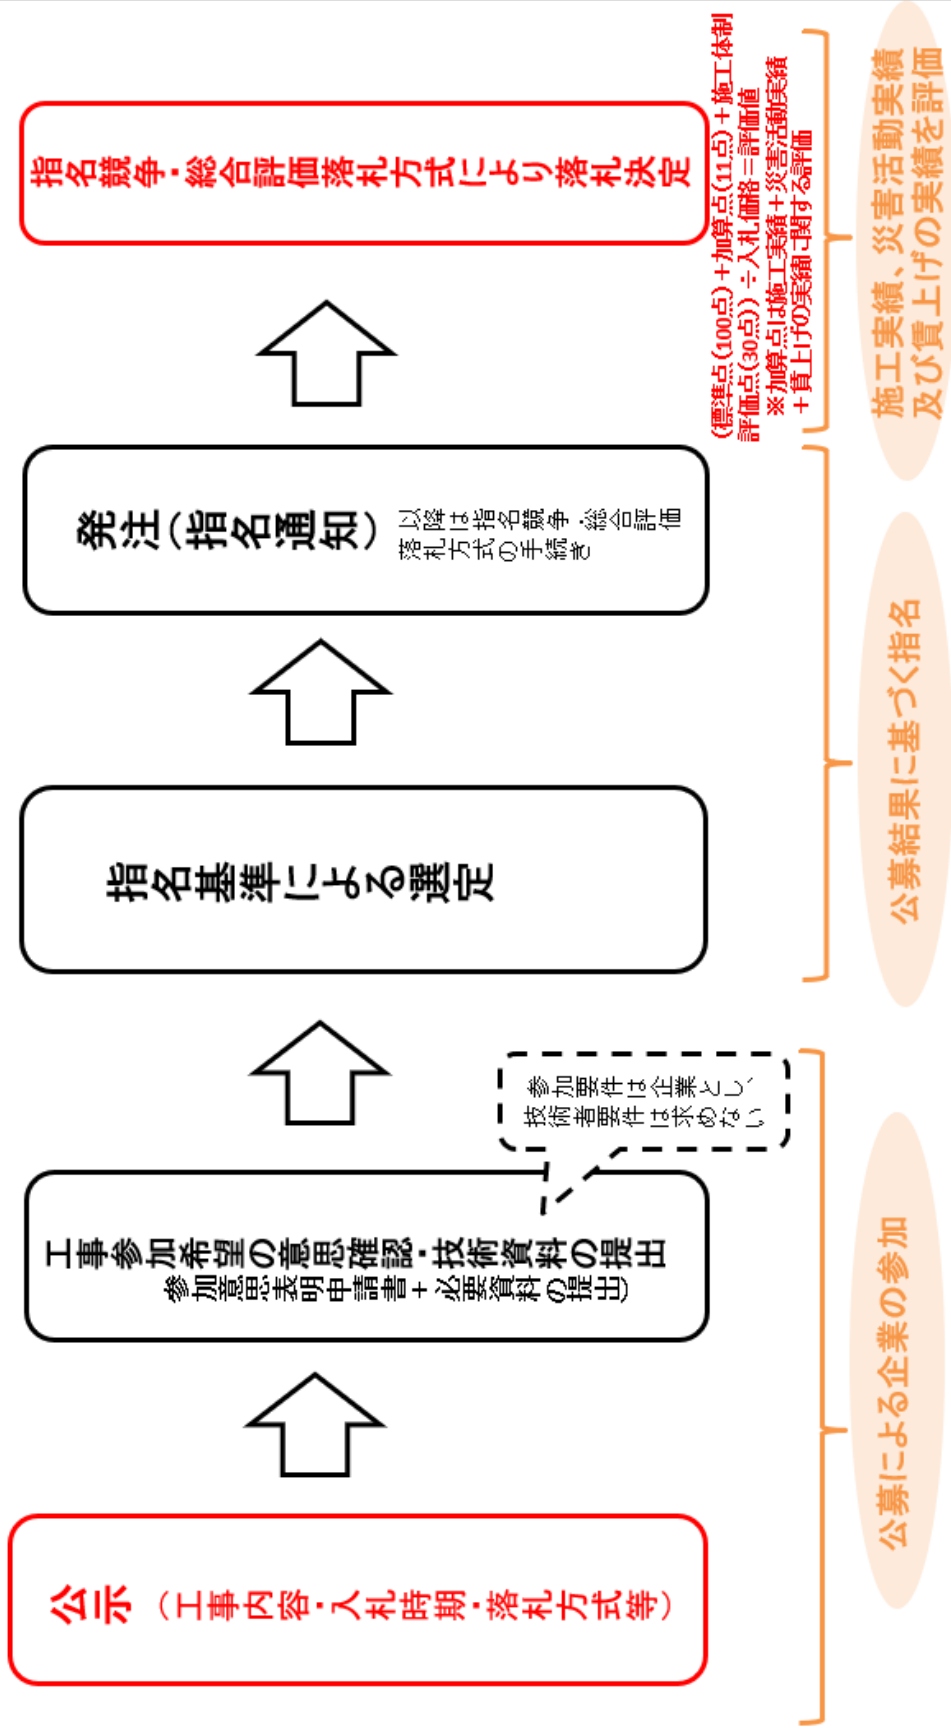 公示（工事内容・入札時期・落札方式等）
工事参加希望の意思確認・技術資料の提出
参加意思表明申請書＋必要資料の提出）
参加要件は企業とし、
技術者要件は求めない
公募による企業の参加
指名基準による選定
発注（指名通知）
以降は指名競争・総合評価
落札方式の手続き
公募結果に基づく指名
指名競争・総合評価落札方式により落札決定
（標準点（100点）＋加算点（11点）＋施工体制
評価点（30点））÷入札価格＝評価値
※加算点は施工実績＋災害活動実績
＋賃上げの実績に関する評価
施工実績、災害活動実績
及び賃上げの実績を評価